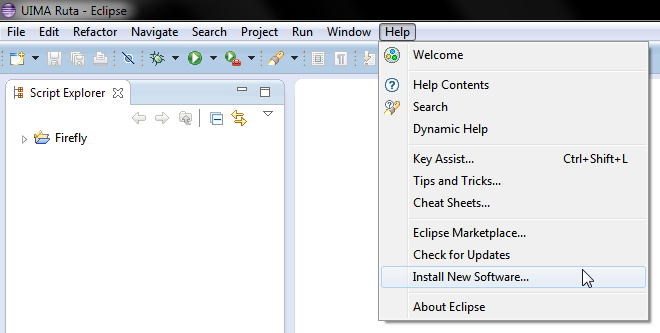 UIMA Ruta - Eclipse
File Edit Refactor Navigate Search Project Run Window Help
Script Explorer
Firefly
Welcome
Help Contents
Search
Dynamic Help
Key Assist... Ctrl+Shift+L
Tips and Tricks...
Cheat Sheets...
Eclipse Marketplace...
Check for Updates
Install New Software...
About Eclipse